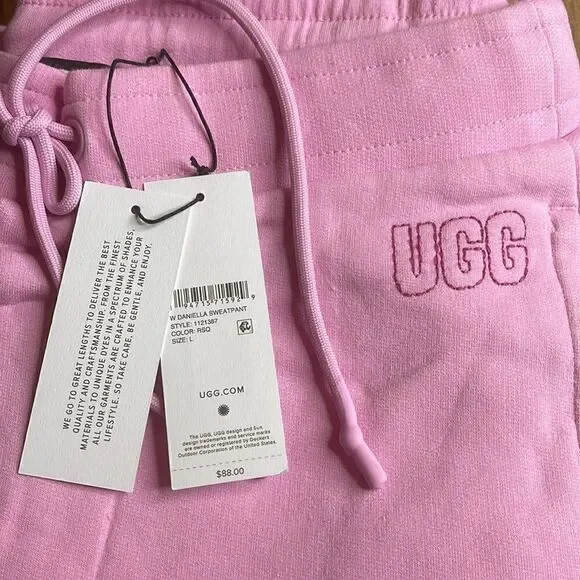 UGG
WE GO TO GREAT LENGTHS TO DELIVER THE BEST
QUALITY AND CRAFTSMANSHIP. FROM THE FINEST
MATERIALS TO UNIQUE DYES IN A SPECTRUM OF SHADES,
ALL OUR GARMENTS ARE CRAFTED TO ENHANCE YOUR
LIFESTYLE. SO TAKE CARE, BE GENTLE, AND ENJOY.
W DANIELLA SWEATPANT
STYLE: 1121387
COLOR: RSQ
SIZE: L
UGG.COM
The UGG, UGG design and Sun
design trademarks and service marks
are owned or registered by Deckers
Outdoor Corporation of the United States.
$88.00